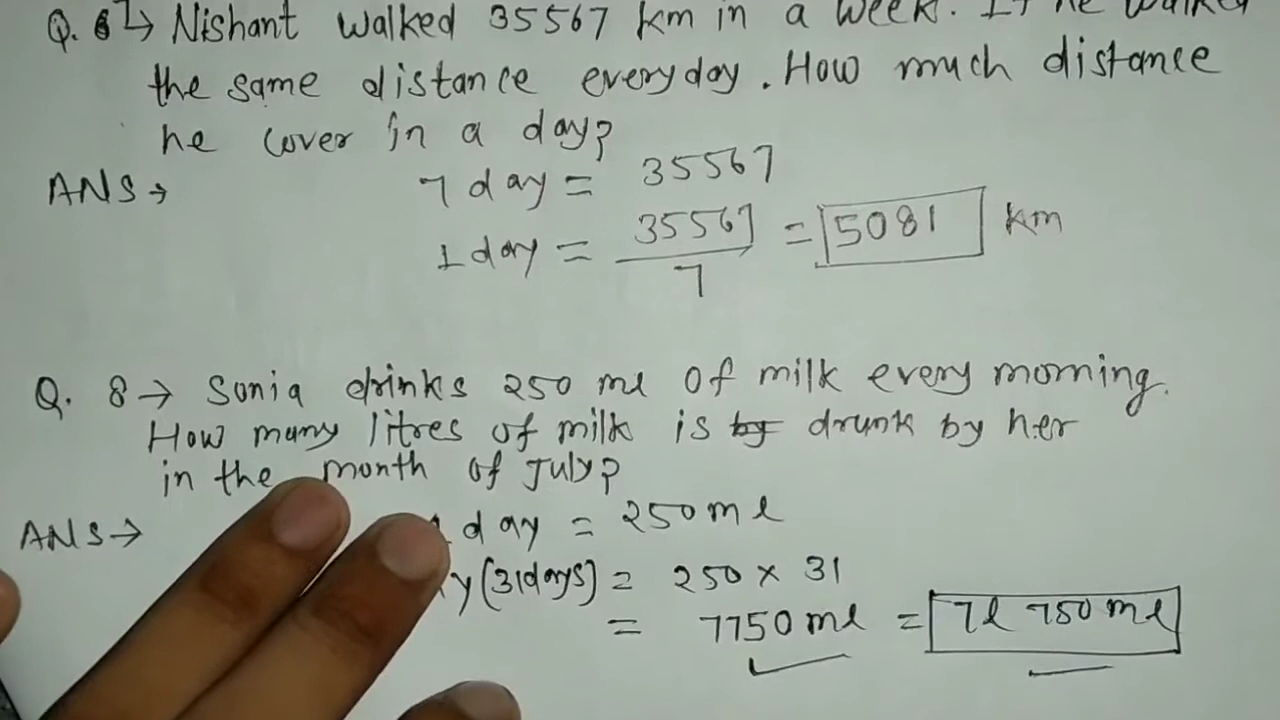 Q. 6 → Nishant walked 35567 km in a week. If he walked
the same distance everyday. How much distance
he cover in a day?
ANS → 7 day = 35567
1 day = 35567/7 = 5081 km
Q. 8 → Sonia drinks 250 ml of milk every morning.
How many litres of milk is by drunk by her
in the month of July?
ANS → 1 day = 250 ml
y (31 days) = 250 × 31
= 7750 ml = 7l 750 ml